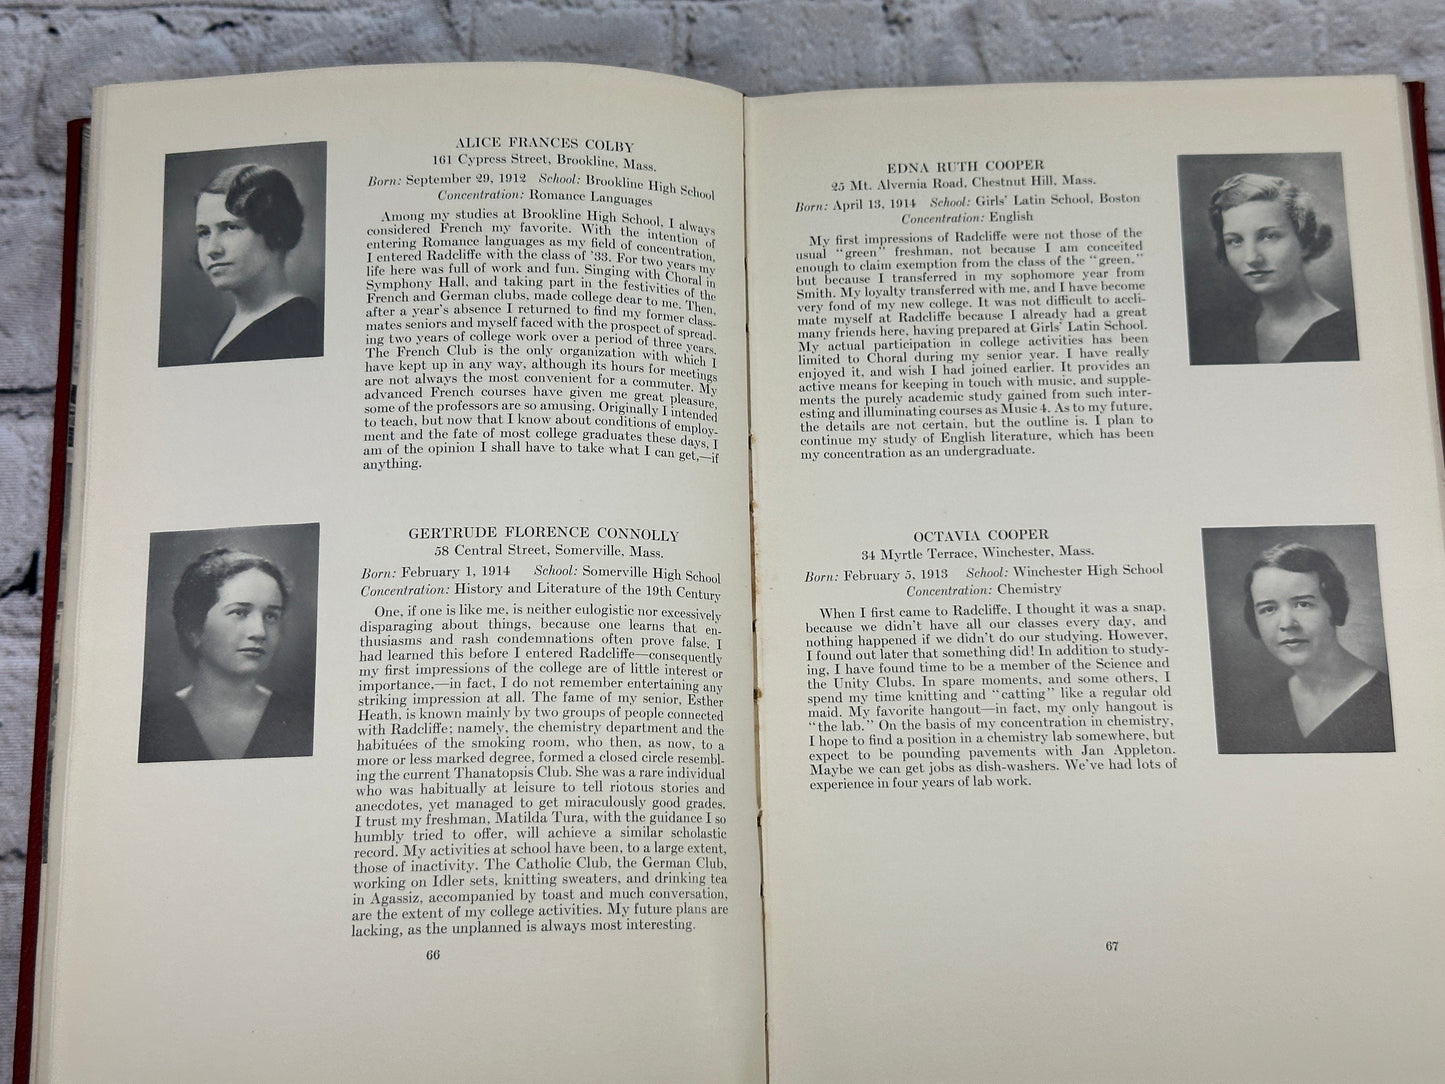 ALICE FRANCES COLBY
161 Cypress Street, Brookline, Mass.
Born: September 29, 1912 School: Brookline High School
Concentration: Romance Languages
Among my studies at Brookline High School, I always
considered French my favorite. With the intention of
entering Romance languages as my field of concentration,
I entered Radcliffe with the class of '33. For two years my
life here was full of work and fun. Singing with Choral in
Symphony Hall, and taking part in the festivities of the
French and German clubs, made college dear to me. Then,
after a year's absence I returned to find my former class-
mates seniors and myself faced with the prospect of spread-
ing two years of college work over a period of three years.
The French Club is the only organization with which I
have kept up in any way, although its hours for meetings
are not always the most convenient for a commuter. My
advanced French courses have given me great pleasure,
some of the professors are so amusing. Originally I intended
to teach, but now that I know about conditions of employ-
ment and the fate of most college graduates these days, I
am of the opinion I shall have to take what I can get,—if
anything.
GERTRUDE FLORENCE CONNOLLY
58 Central Street, Somerville, Mass.
Born: February 1, 1914 School: Somerville High School
Concentration: History and Literature of the 19th Century
One, if one is like me, is neither eulogistic nor excessively
disparaging about things, because one learns that en-
thusiasms and rash condemnations often prove false. I
had learned this before I entered Radcliffe—consequently
my first impressions of the college are of little interest or
importance,—in fact, I do not remember entertaining any
striking impression at all. The fame of my senior, Esther
Heath, is known mainly by two groups of people connected
with Radcliffe; namely, the chemistry department and the
habituées of the smoking room, who then, as now, to a
more or less marked degree, formed a closed circle resembl-
ing the current Thanatopsis Club. She was a rare individual
who was habitually at leisure to tell riotous stories and
anecdotes, yet managed to get miraculously good grades.
I trust my freshman, Matilda Tura, with the guidance I so
humbly tried to offer, will achieve a similar scholastic
record. My activities at school have been, to a large extent,
those of inactivity. The Catholic Club, the German Club,
working on Idler sets, knitting sweaters, and drinking tea
in Agassiz, accompanied by toast and much conversation,
are the extent of my college activities. My future plans are
lacking, as the unplanned is always most interesting.
66
EDNA RUTH COOPER
25 Mt. Alvernia Road, Chestnut Hill, Mass.
Born: April 13, 1914 School: Girls' Latin School, Boston
Concentration: English
My first impressions of Radcliffe were not those of the
usual "green" freshman, not because I am conceited
enough to claim exemption from the class of the "green,"
but because I transferred in my sophomore year from
Smith. My loyalty transferred with me, and I have become
very fond of my new college. It was not difficult to accli-
mate myself at Radcliffe because I already had a great
many friends here, having prepared at Girls' Latin School.
My actual participation in college activities has been
limited to Choral during my senior year. I have really
enjoyed it, and wish I had joined earlier. It provides an
active means for keeping in touch with music, and supple-
ments the purely academic study gained from such inter-
esting and illuminating courses as Music 4. As to my future,
the details are not certain, but the outline is. I plan to
continue my study of English literature, which has been
my concentration as an undergraduate.
OCTAVIA COOPER
34 Myrtle Terrace, Winchester, Mass.
Born: February 5, 1913 School: Winchester High School
Concentration: Chemistry
When I first came to Radcliffe, I thought it was a snap,
because we didn't have all our classes every day, and
nothing happened if we didn't do our studying. However,
I found out later that something did! In addition to study-
ing, I have found time to be a member of the Science and
the Unity Clubs. In spare moments, and some others, I
spend my time knitting and "catting" like a regular old
maid. My favorite hangout—in fact, my only hangout is
"the lab." On the basis of my concentration in chemistry,
I hope to find a position in a chemistry lab somewhere, but
expect to be pounding pavements with Jan Appleton.
Maybe we can get jobs as dish-washers. We've had lots of
experience in four years of lab work.
67